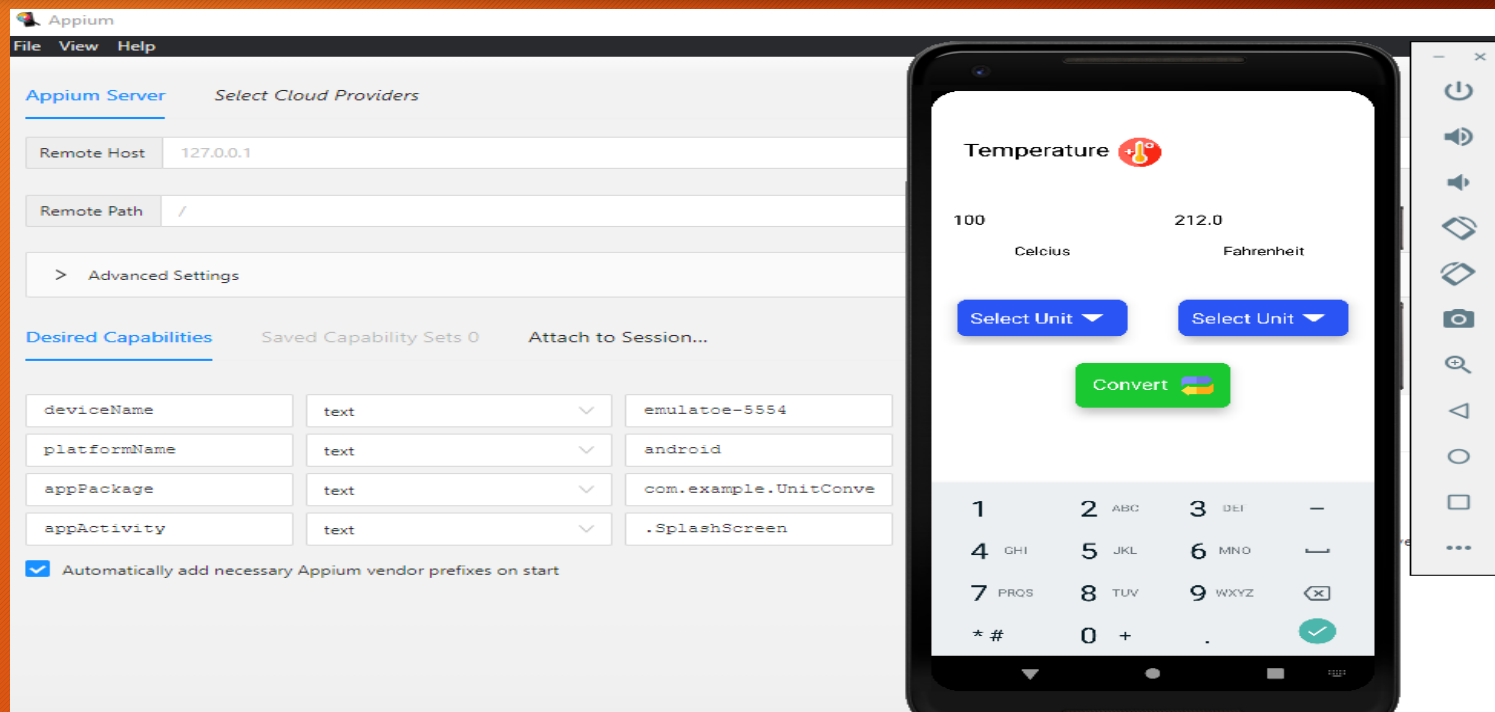 Appium
File View Help
Appium Server Select Cloud Providers
Remote Host 127.0.0.1
Remote Path /
> Advanced Settings
Desired Capabilities Saved Capability Sets 0 Attach to Session...
deviceName text emulatoe-5554
platformName text android
appPackage text com.example.UnitConve
appActivity text .SplashScreen
Automatically add necessary Appium vendor prefixes on start
Temperature
100 212.0
Celcius Fahrenheit
Select Unit Select Unit
Convert
1 2 ABC 3 DEF -
4 GHI 5 JKL 6 MNO
7 PRQS 8 TUV 9 WXYZ
* # 0 + .